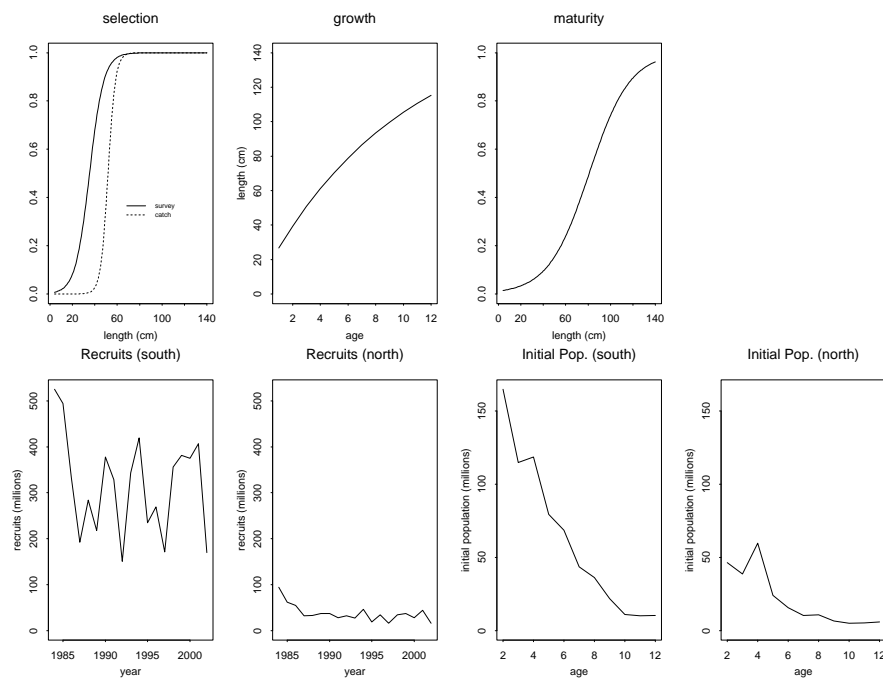 selection
growth
maturity
0.0 0.2 0.4 0.6 0.8 1.0
survey
catch
0 20 60 100 140
length (cm)
length (cm)
0 20 40 60 80 100 120 140
2 4 6 8 10 12
age
0.0 0.2 0.4 0.6 0.8 1.0
0 20 60 100 140
length (cm)
Recruits (south)
Recruits (north)
Initial Pop. (south)
Initial Pop. (north)
recruits (millions)
0 100 200 300 400 500
1985 1990 1995 2000
year
recruits (millions)
0 100 200 300 400 500
1985 1990 1995 2000
year
initial population (millions)
0 50 100 150
2 4 6 8 10 12
age
initial population (millions)
0 50 100 150
2 4 6 8 10 12
age